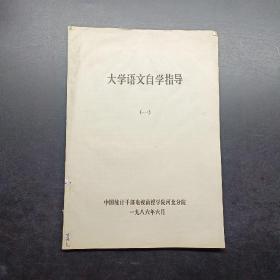 大学语文自学指导
(一)
中国统计干部电视函授学院河北分院
一九八六年六月